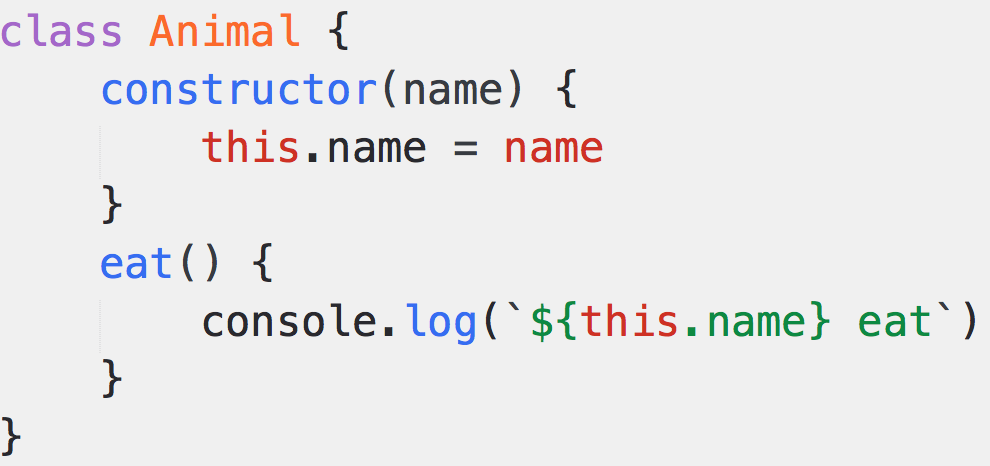 class Animal {
    constructor(name) {
        this.name = name
    }
    eat() {
        console.log(`${this.name} eat`)
    }
}